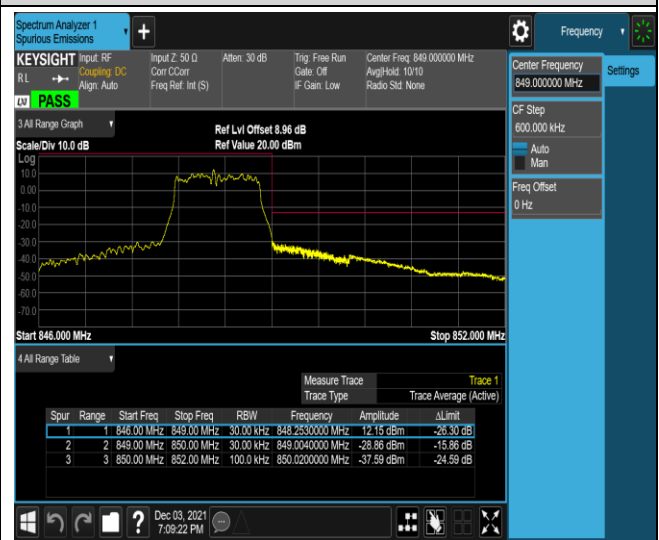 Spectrum Analyzer 1
Spurious Emissions
Frequency
KEYSIGHT
RL
Input: RF
Coupling: DC
Align: Auto
Input Z: 50 Ω
Corr CCorr
Freq Ref: Int (S)
Atten: 30 dB
Trig: Free Run
Gate: Off
IF Gain: Low
Center Freq: 849.000000 MHz
Avg|Hold: 10/10
Radio Std: None
LVI PASS
Center Frequency
849.000000 MHz
Settings
CF Step
600.000 kHz
Auto
Man
Freq Offset
0 Hz
3 All Range Graph
Scale/Div 10.0 dB
Ref Lvl Offset 8.96 dB
Ref Value 20.00 dBm
Log
10.0
0.00
-10.0
-20.0
-30.0
-40.0
-50.0
-60.0
-70.0
Start 846.000 MHz
Stop 852.000 MHz
4 All Range Table
Measure Trace Trace 1
Trace Type Trace Average (Active)
Spur Range Start Freq Stop Freq RBW Frequency Amplitude ΔLimit
1 1 846.00 MHz 849.00 MHz 30.00 kHz 848.2530000 MHz 12.15 dBm -26.30 dB
2 2 849.00 MHz 850.00 MHz 30.00 kHz 849.0040000 MHz -28.86 dBm -15.86 dB
3 3 850.00 MHz 852.00 MHz 100.0 kHz 850.0200000 MHz -37.59 dBm -24.59 dB
?
Dec 03, 2021
7:09:22 PM